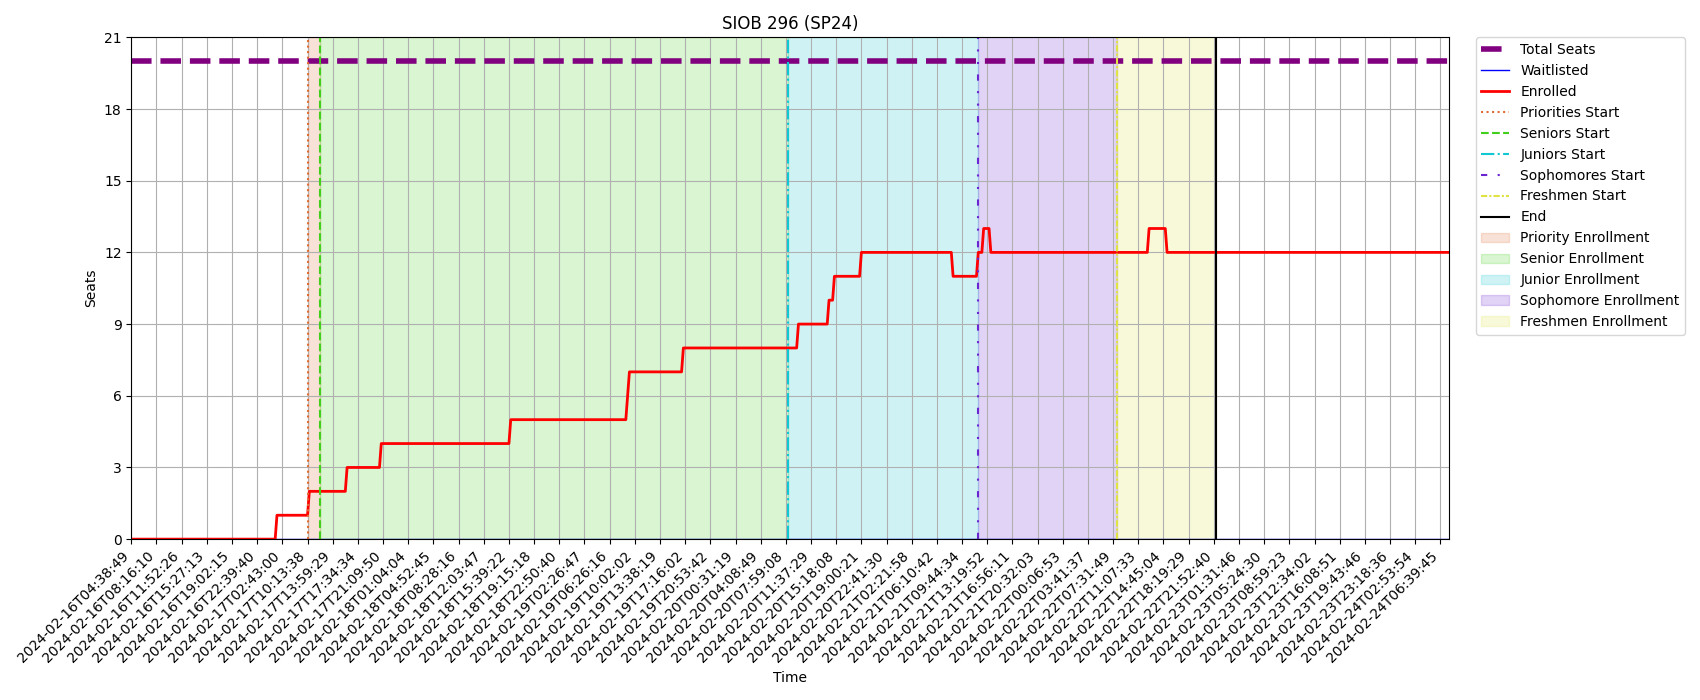 SIOB 296 (SP24)
Seats
21
18
15
12
9
6
3
0
2024-02-16T04:38:49
2024-02-16T08:16:10
2024-02-16T11:52:26
2024-02-16T15:27:13
2024-02-16T19:02:15
2024-02-16T22:39:40
2024-02-17T02:43:00
2024-02-17T10:13:38
2024-02-17T13:59:29
2024-02-17T17:34:34
2024-02-17T21:09:50
2024-02-18T01:04:04
2024-02-18T04:52:45
2024-02-18T08:28:16
2024-02-18T12:03:47
2024-02-18T15:39:22
2024-02-18T19:15:18
2024-02-18T22:50:40
2024-02-19T02:26:47
2024-02-19T06:26:16
2024-02-19T10:02:02
2024-02-19T13:38:19
2024-02-19T17:16:02
2024-02-19T20:53:42
2024-02-20T00:31:19
2024-02-20T04:08:49
2024-02-20T07:59:08
2024-02-20T11:37:29
2024-02-20T15:18:08
2024-02-20T19:00:21
2024-02-20T22:41:30
2024-02-21T02:21:58
2024-02-21T06:10:42
2024-02-21T09:44:34
2024-02-21T13:19:52
2024-02-21T16:56:11
2024-02-21T20:32:03
2024-02-22T00:06:53
2024-02-22T03:41:37
2024-02-22T07:31:49
2024-02-22T11:07:33
2024-02-22T14:45:04
2024-02-22T18:19:29
2024-02-22T21:52:40
2024-02-23T01:31:46
2024-02-23T05:24:30
2024-02-23T08:59:23
2024-02-23T12:34:02
2024-02-23T16:08:51
2024-02-23T19:43:46
2024-02-23T23:18:36
2024-02-24T02:53:54
2024-02-24T06:39:45
Time
Total Seats
Waitlisted
Enrolled
Priorities Start
Seniors Start
Juniors Start
Sophomores Start
Freshmen Start
End
Priority Enrollment
Senior Enrollment
Junior Enrollment
Sophomore Enrollment
Freshmen Enrollment